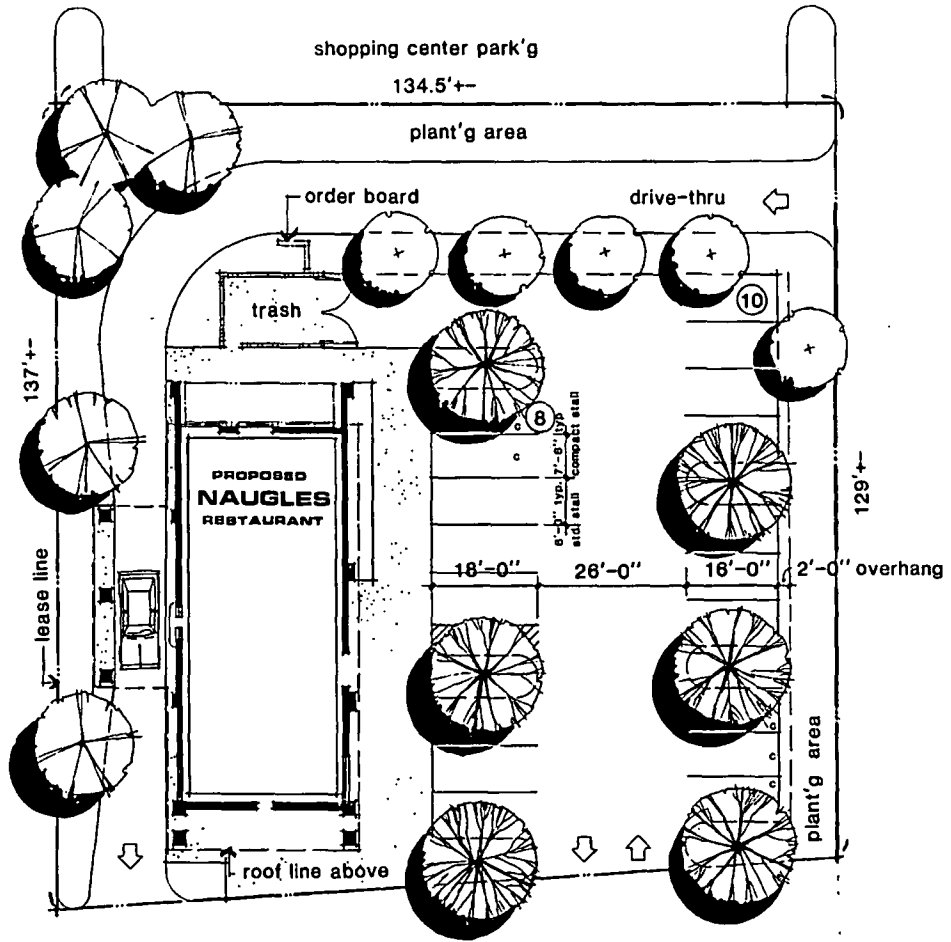 shopping center park'g
134.5'+-
plant'g area
order board
drive-thru
trash
10
137'+-
8
c
c
7'-6" typ
compact stall
6'-0" typ.
std. stall
PROPOSED
NAUGLES
RESTAURANT
129'+-
18'-0"
26'-0"
16'-0"
2'-0" overhang
lease line
c
c
c
plant'g area
roof line above